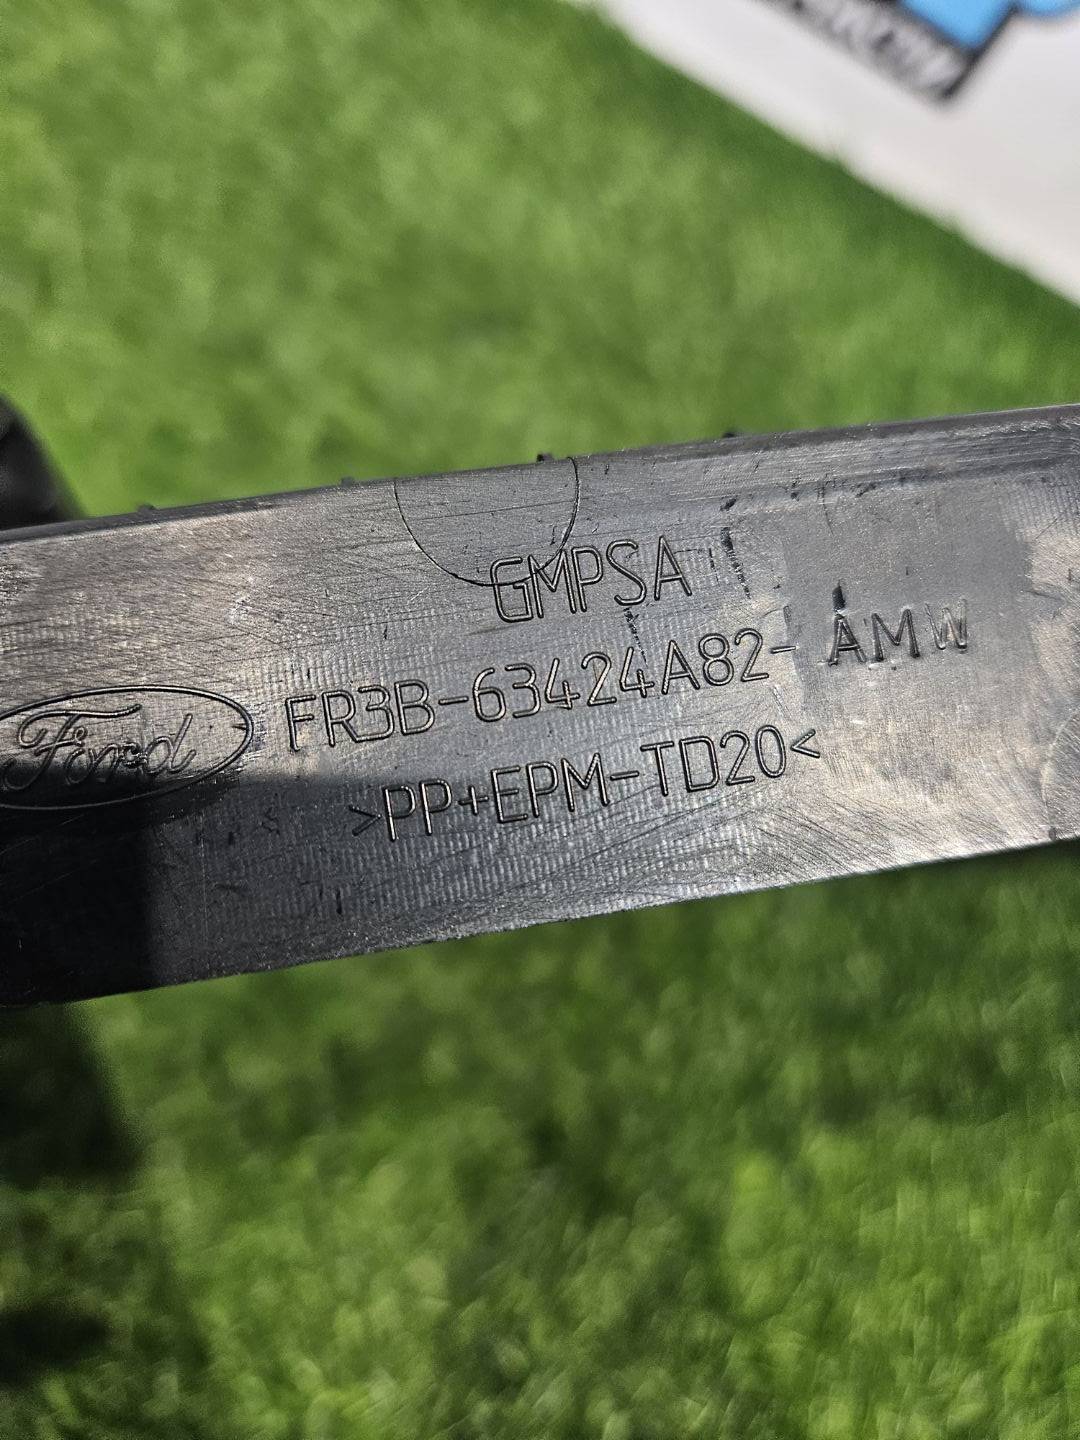 GMPSA
Ford FR3B-63424A82- AMW
>PP+EPM-TD20<